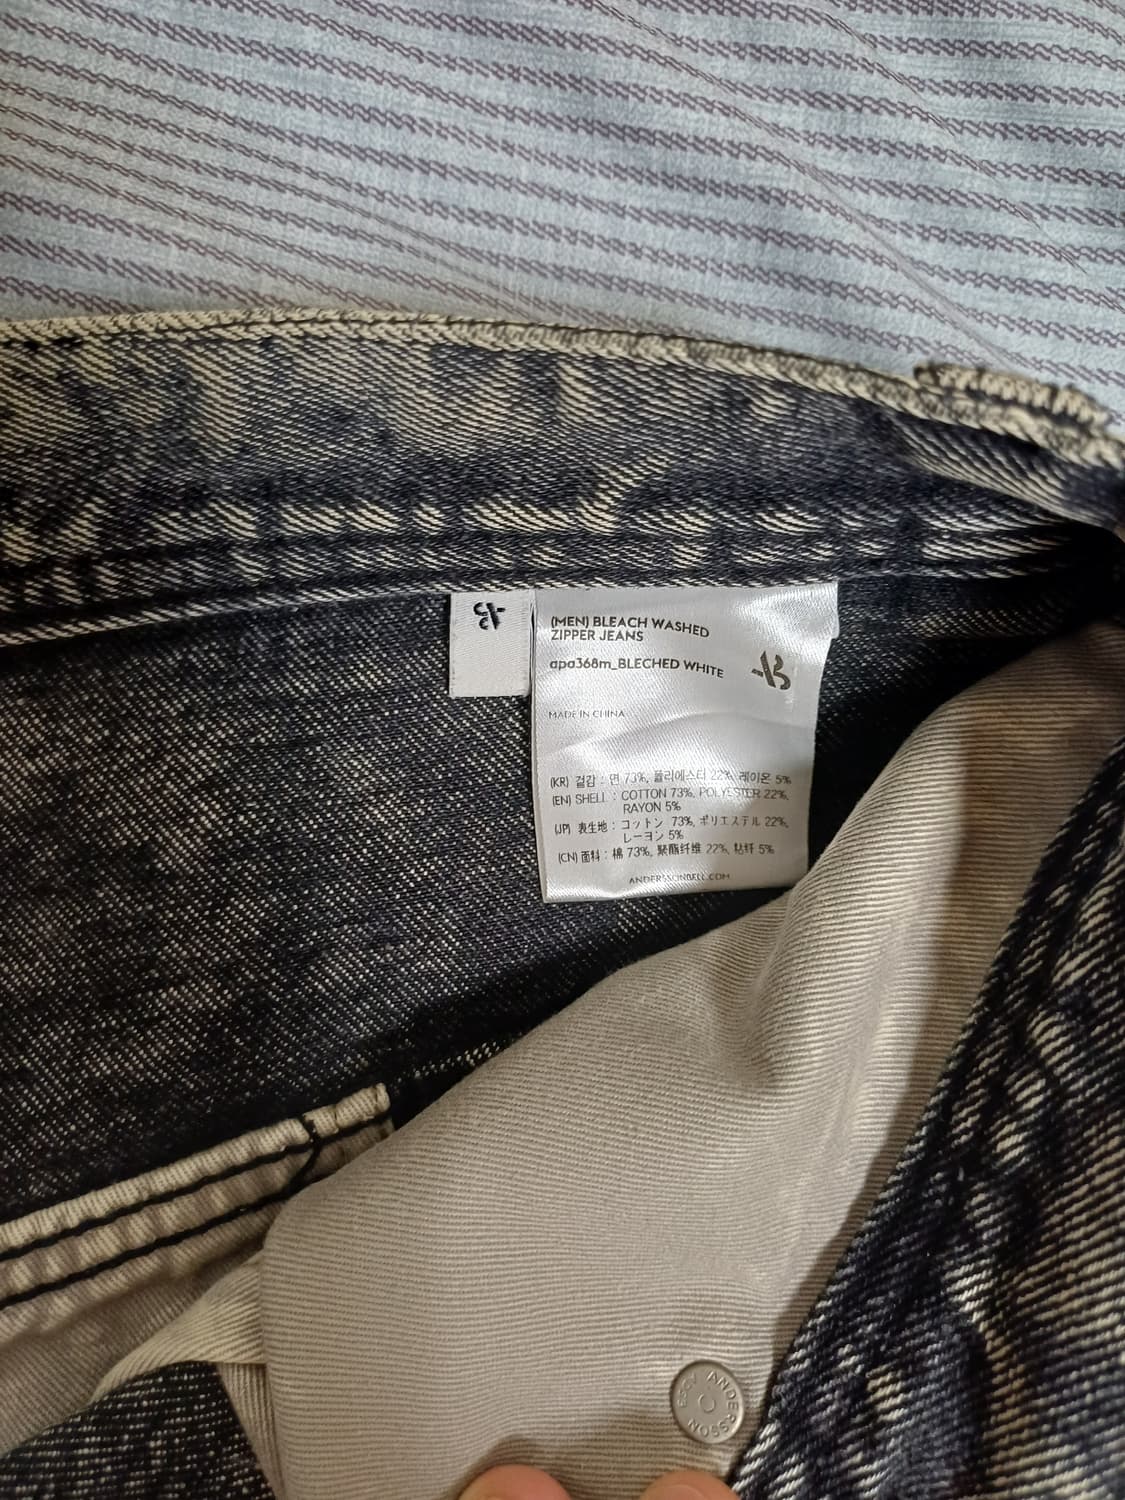 (MEN) BLEACH WASHED
ZIPPER JEANS
apa368m_BLECHED WHITE
MADE IN CHINA
(KR) 겉감 : 면 73%, 폴리에스터 22%, 레이온 5%
(EN) SHELL : COTTON 73%, POLYESTER 22%,
RAYON 5%
(JP) 表生地 : コットン 73%, ポリエステル 22%,
レーヨン 5%
(CN) 面料 : 棉 73%, 聚酯纤维 22%, 粘纤 5%
ANDERSSONBELL.COM
ANDERSSON BELL